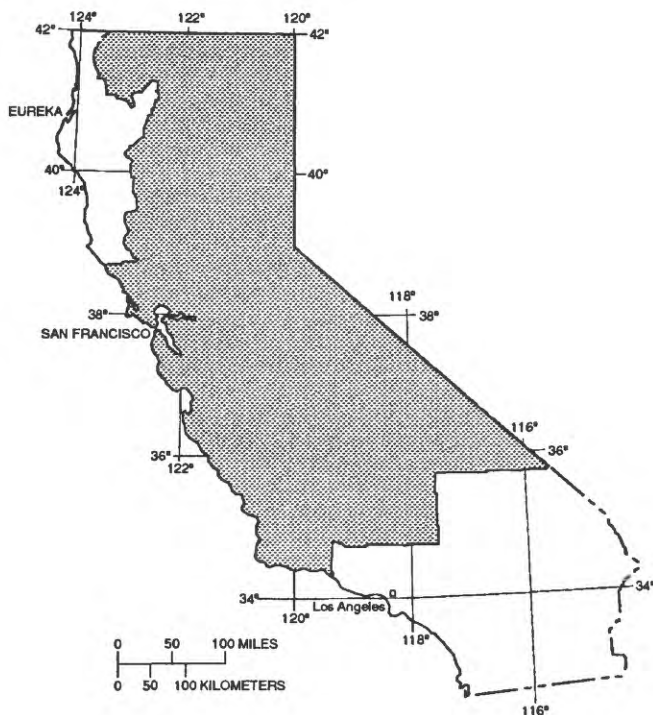 124° 122° 120°
42° 42°
EUREKA
40° 40°
124°
118°
38° 38°
SAN FRANCISCO
116°
36° 36°
122°
34° 34°
Los Angeles
120°
118°
0 50 100 MILES
0 50 100 KILOMETERS
116°